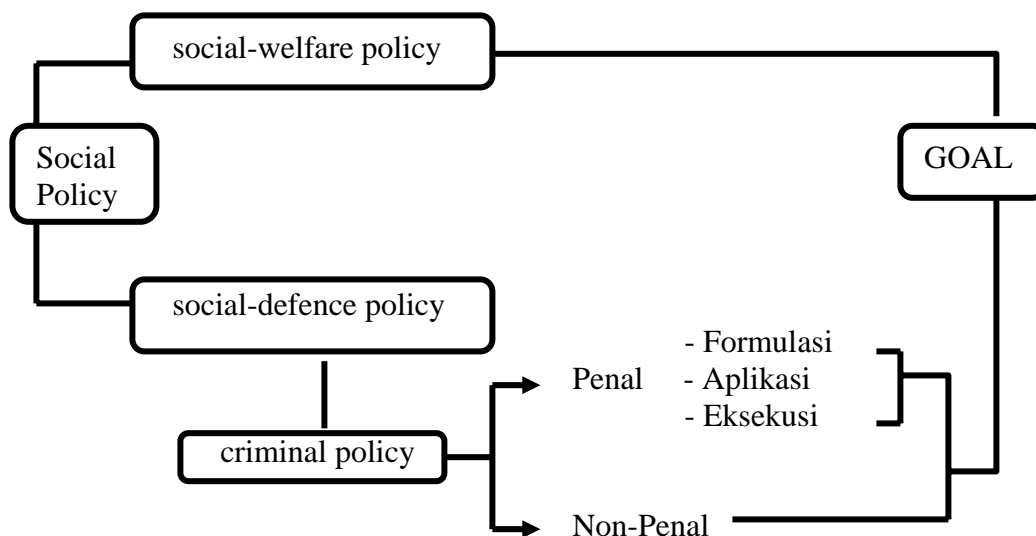 social-welfare policy
Social
Policy
GOAL
social-defence policy
- Formulasi
Penal - Aplikasi
- Eksekusi
criminal policy
Non-Penal